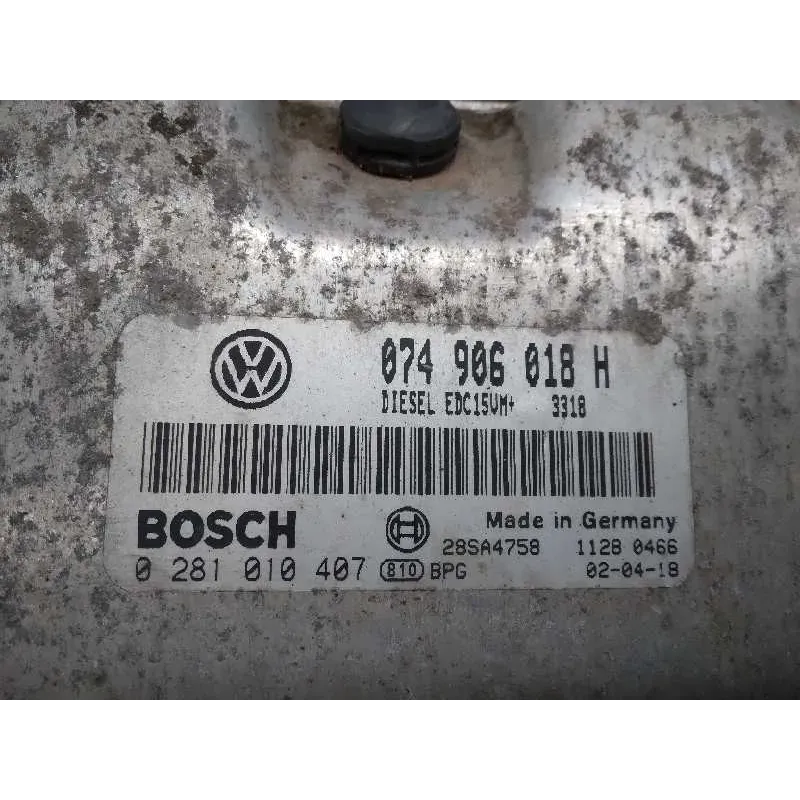 074 906 018 H
DIESEL EDC15VM+ 3318
BOSCH
Made in Germany
28SA4758 1128 0466
0 281 010 407 810 BPG 02-04-18